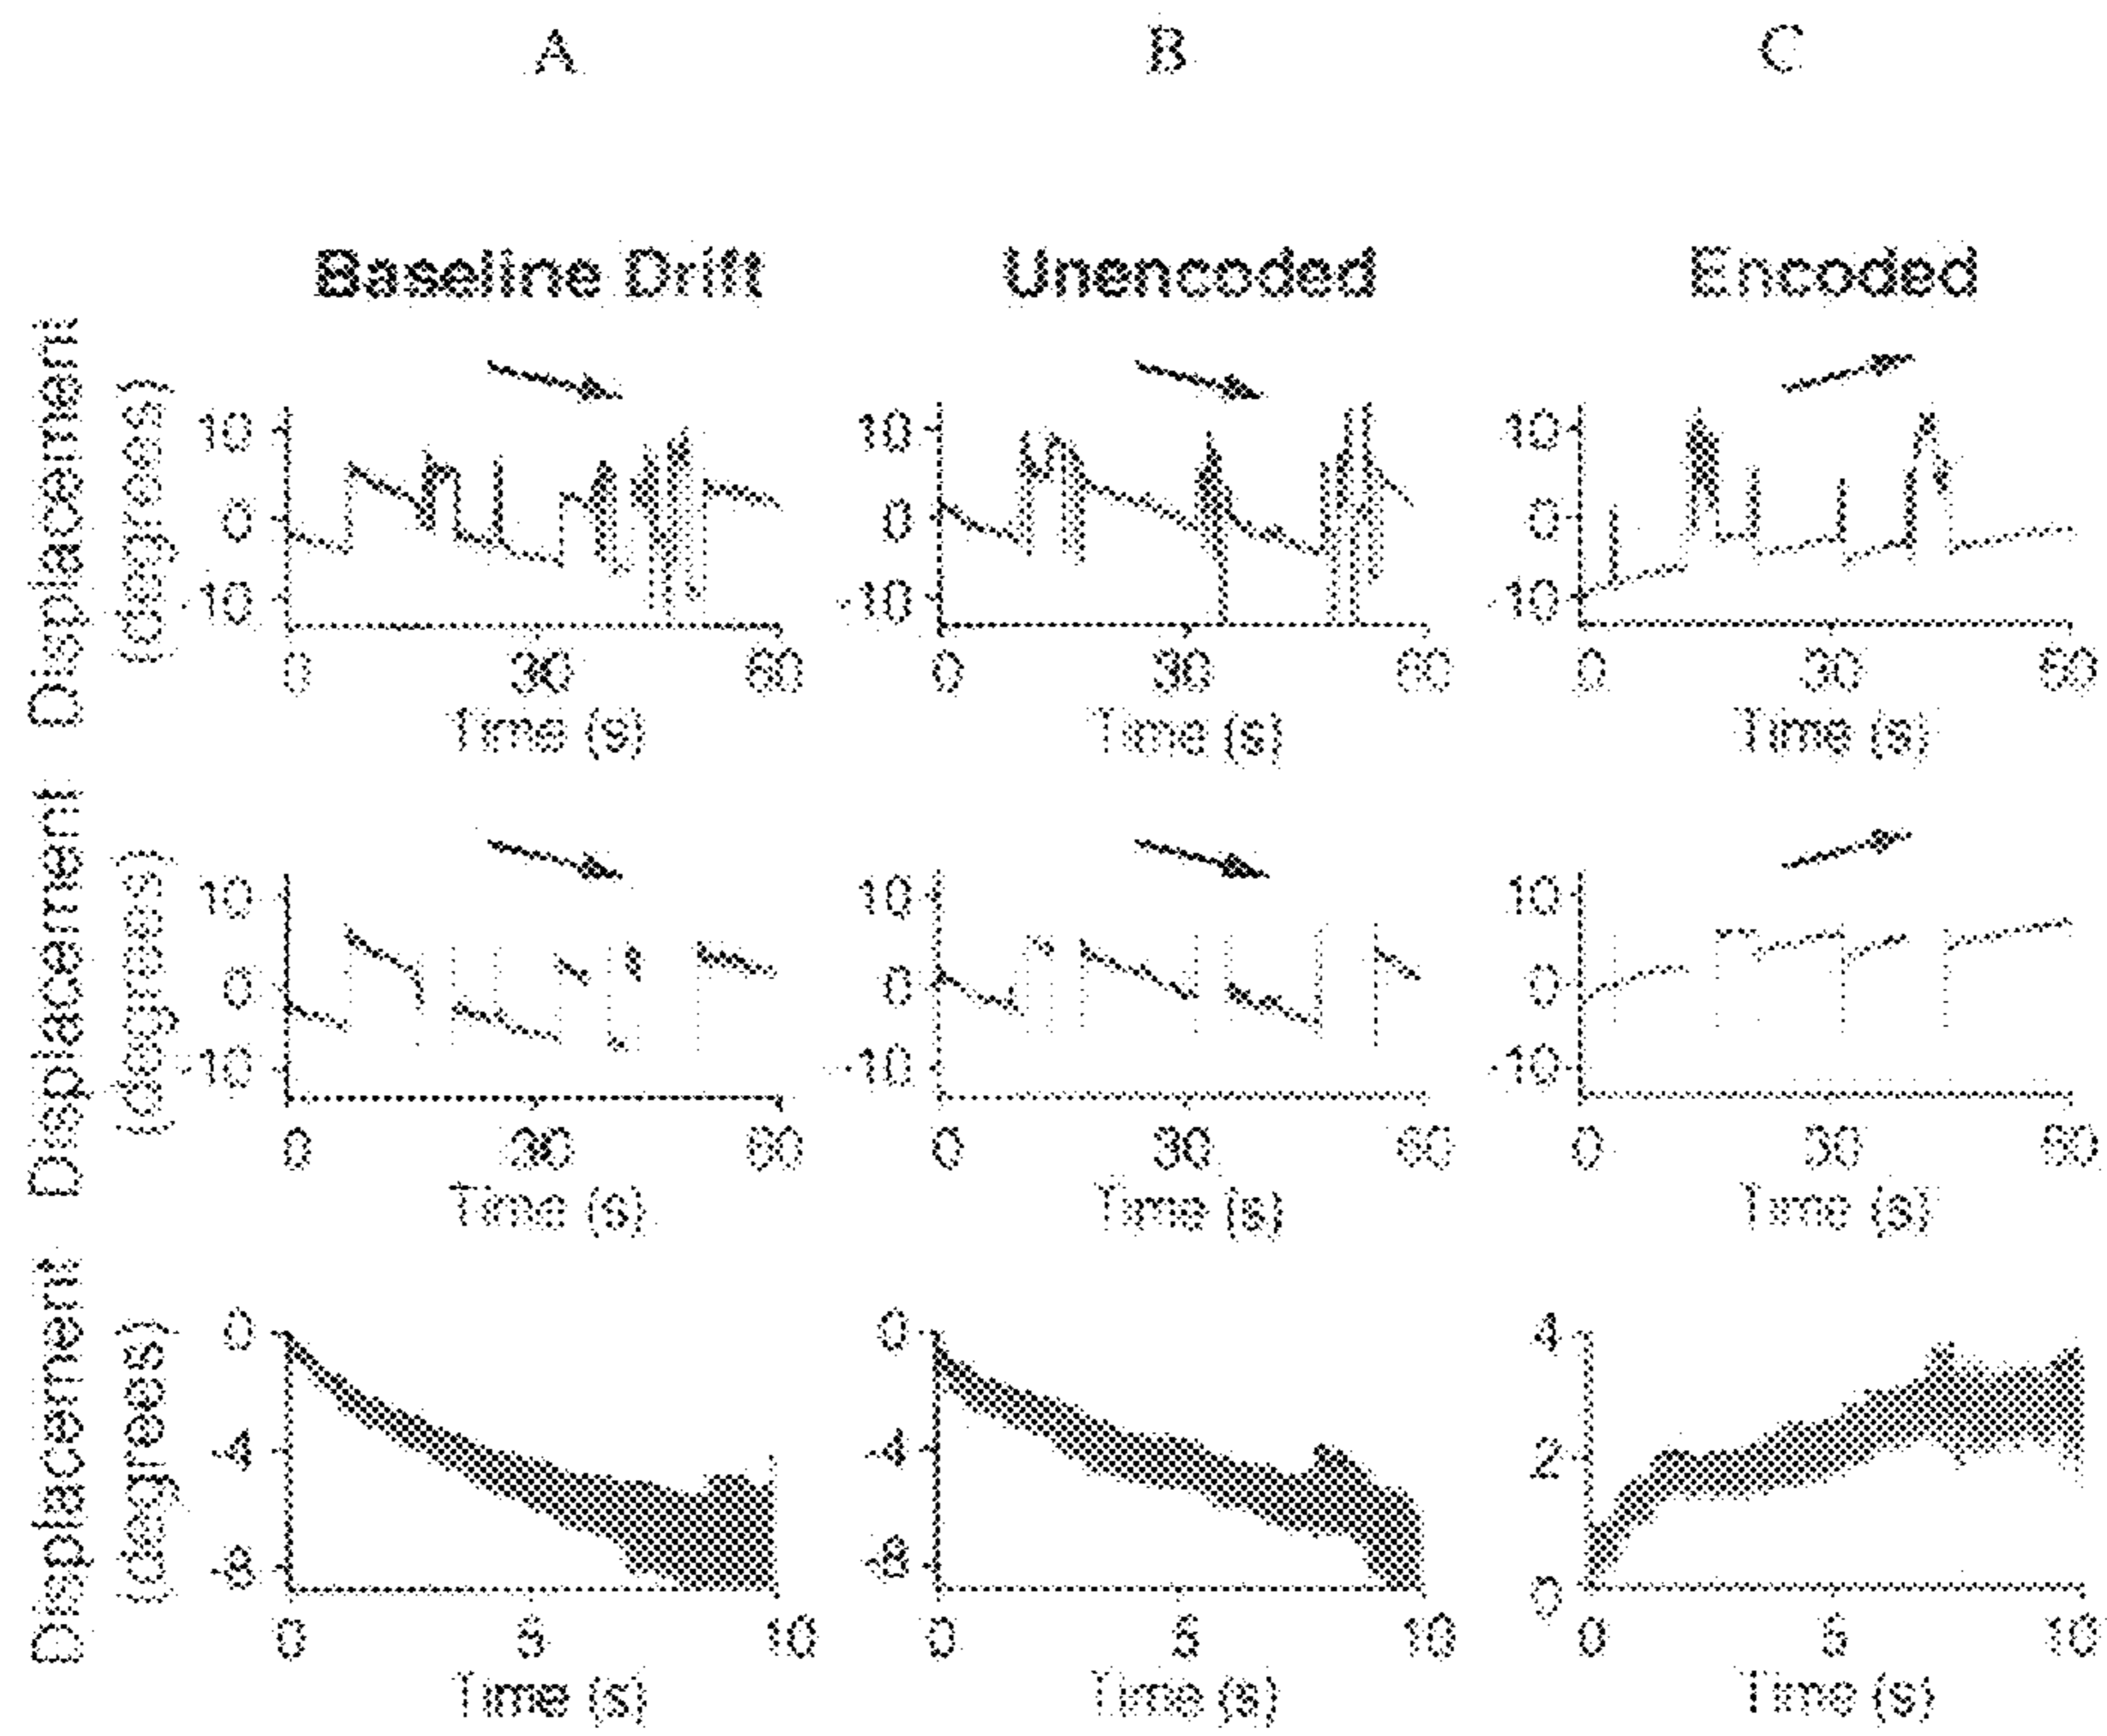 A B C
Baseline Drift Unencoded Encoded
Displacement
(degrees)
10 10 10
0 0 0
-10 -10 -10
0 30 60 0 30 60 0 30 60
Time (s) Time (s) Time (s)
Displacement
(degrees)
10 10 10
0 0 0
-10 -10 -10
0 30 60 0 30 60 0 30 60
Time (s) Time (s) Time (s)
Displacement
(degrees)
0 0 4
-4 -4 2
-8 -8 0
0 5 10 0 5 10 0 5 10
Time (s) Time (s) Time (s)